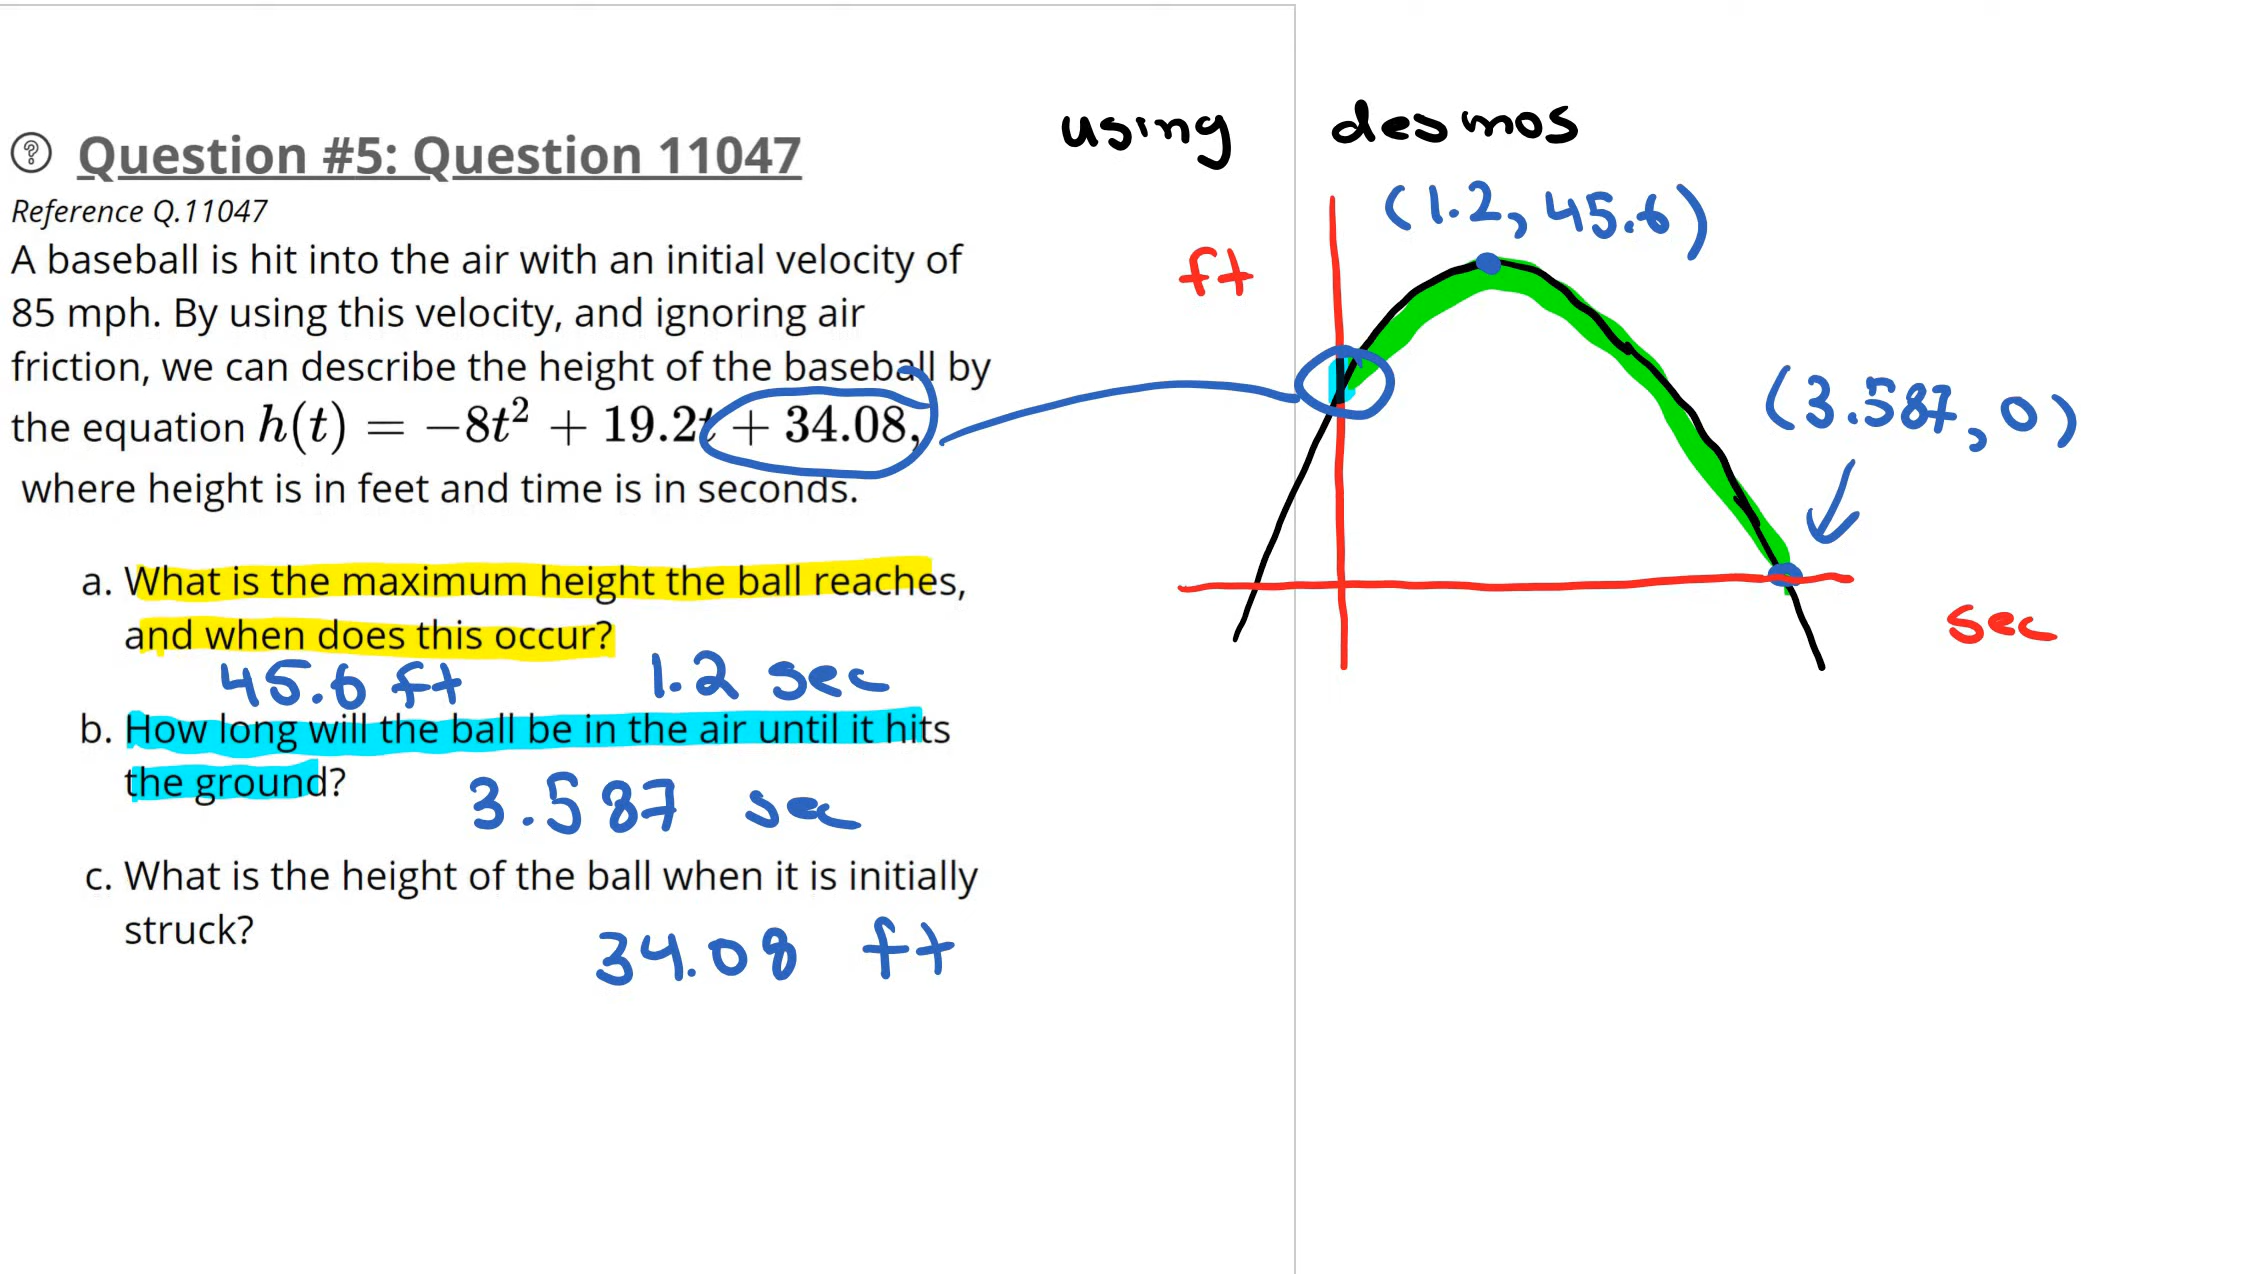 using desmos
Question #5: Question 11047
Reference Q.11047
A baseball is hit into the air with an initial velocity of
85 mph. By using this velocity, and ignoring air
friction, we can describe the height of the baseball by
the equation h(t) = −8t² + 19.2t + 34.08,
where height is in feet and time is in seconds.
a. What is the maximum height the ball reaches,
and when does this occur?
45.6 ft 1.2 sec
b. How long will the ball be in the air until it hits
the ground?
3.587 sec
c. What is the height of the ball when it is initially
struck?
34.08 ft
(1.2, 45.6)
ft
(3.587, 0)
sec